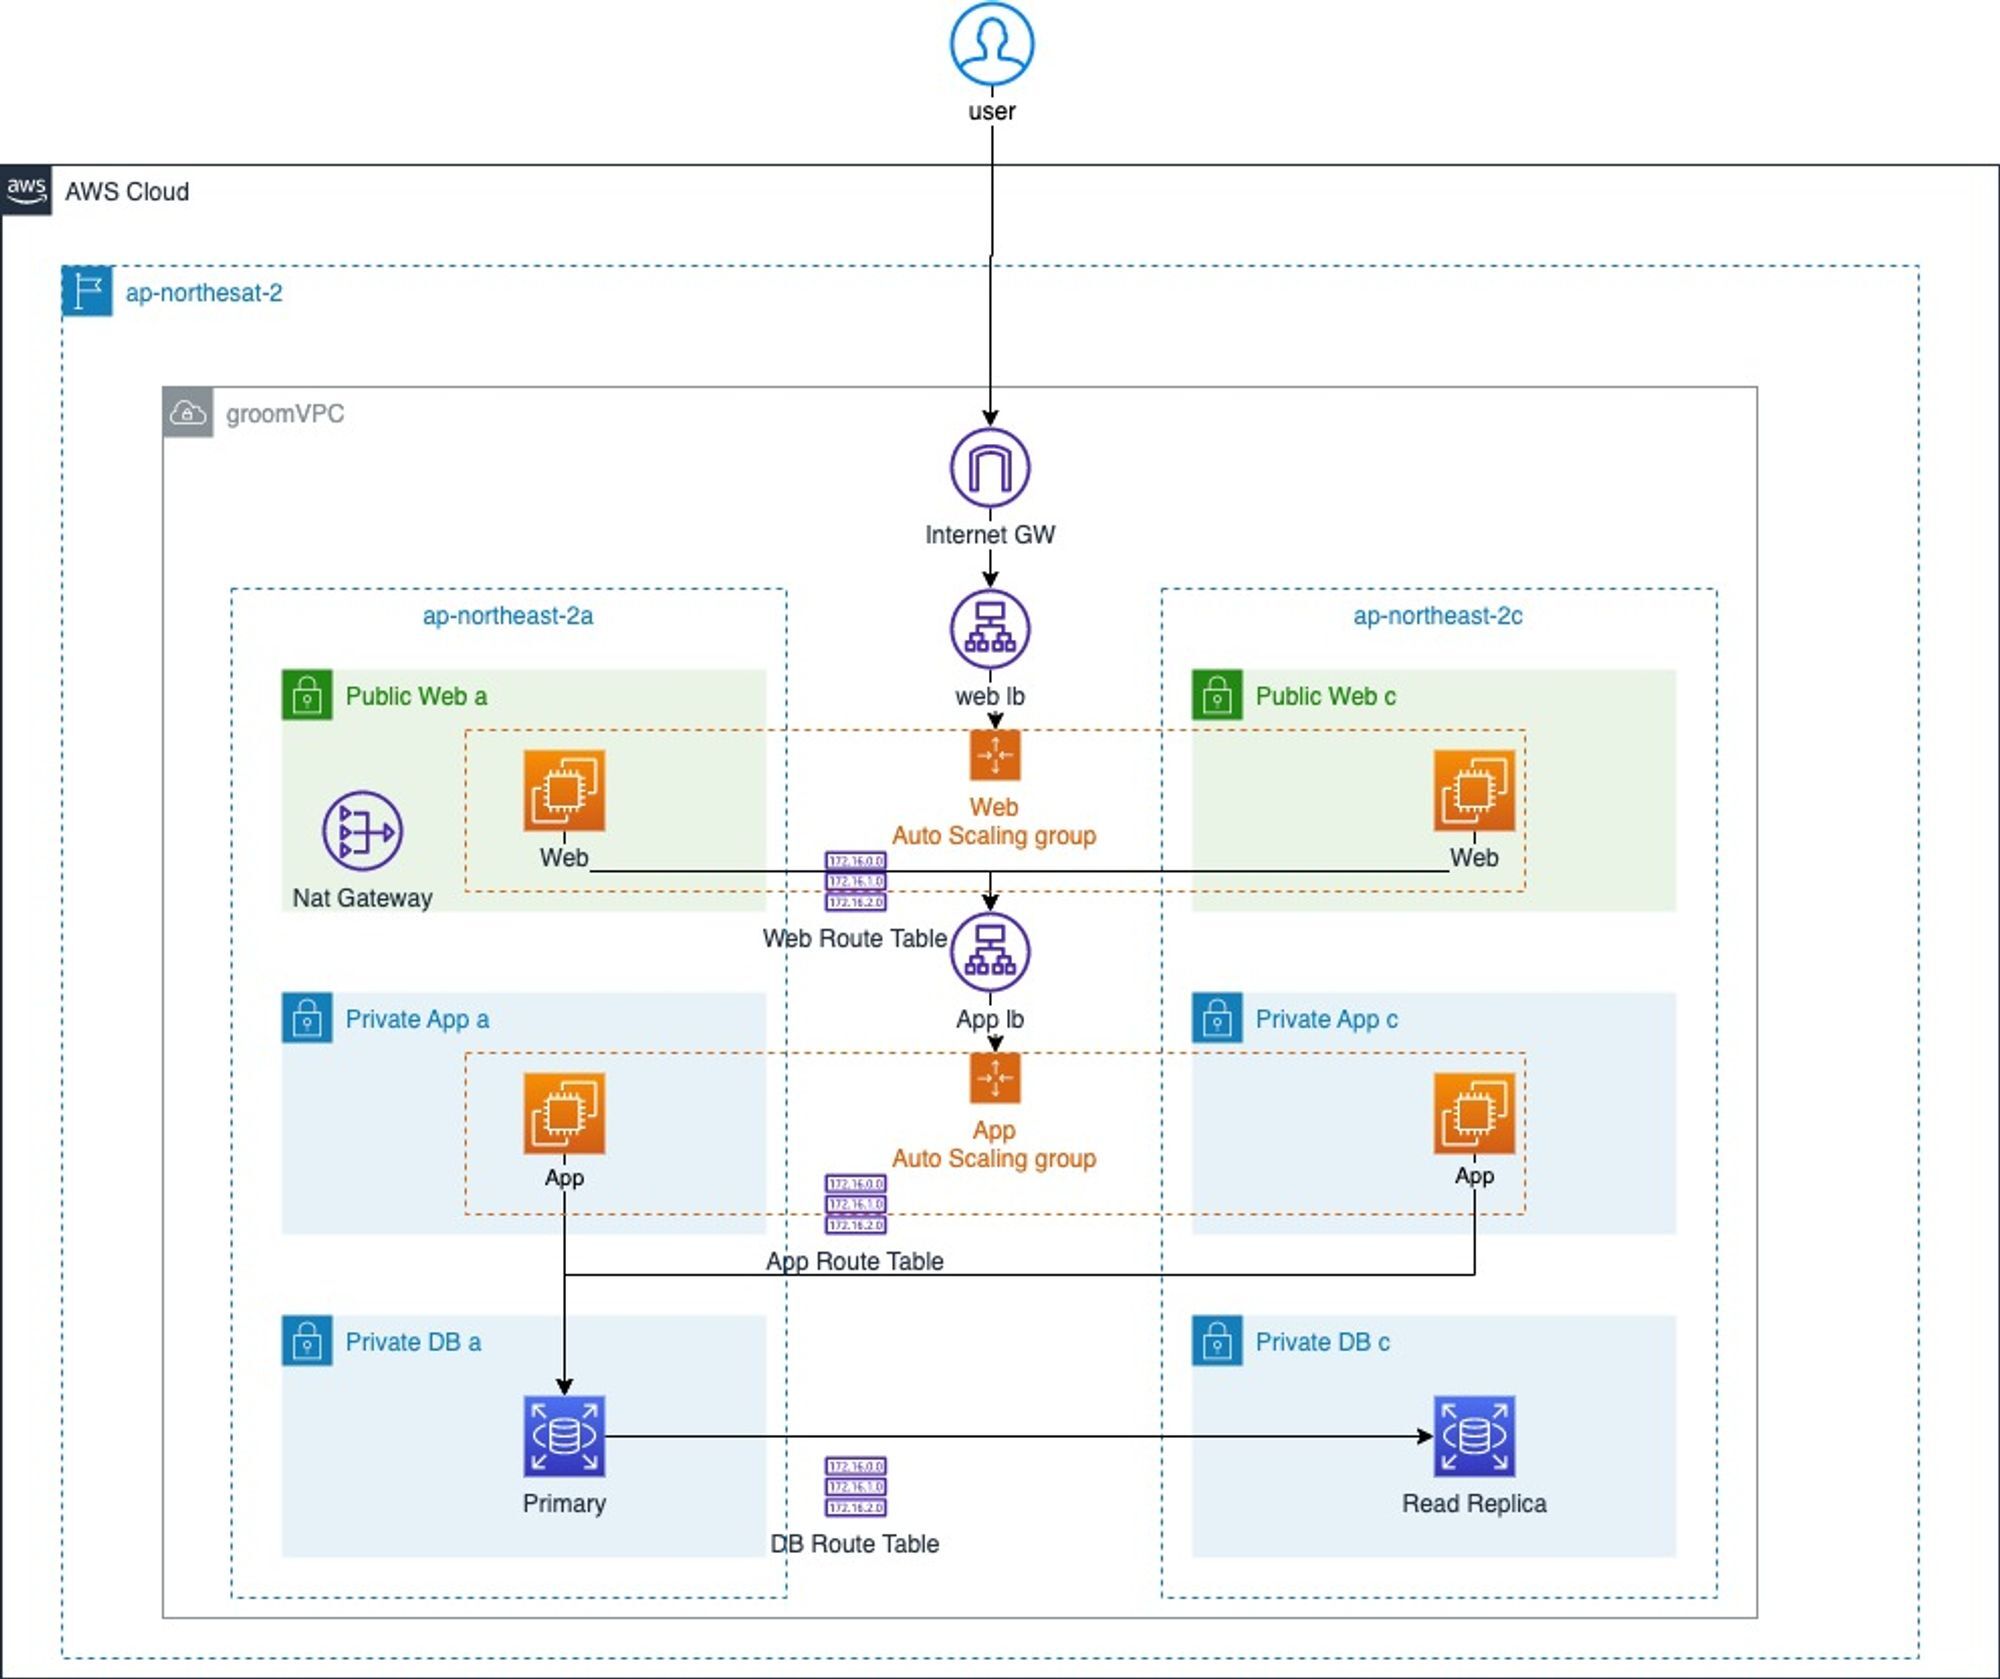 user
aws
AWS Cloud
ap-northesat-2
groomVPC
Internet GW
ap-northeast-2a
ap-northeast-2c
web lb
Public Web a
Public Web c
Web
Auto Scaling group
Web
Web
Nat Gateway
172.16.0.0
172.16.1.0
172.16.2.0
Web Route Table
App lb
Private App a
Private App c
App
Auto Scaling group
App
App
172.16.0.0
172.16.1.0
172.16.2.0
App Route Table
Private DB a
Private DB c
Primary
Read Replica
172.16.0.0
172.16.1.0
172.16.2.0
DB Route Table